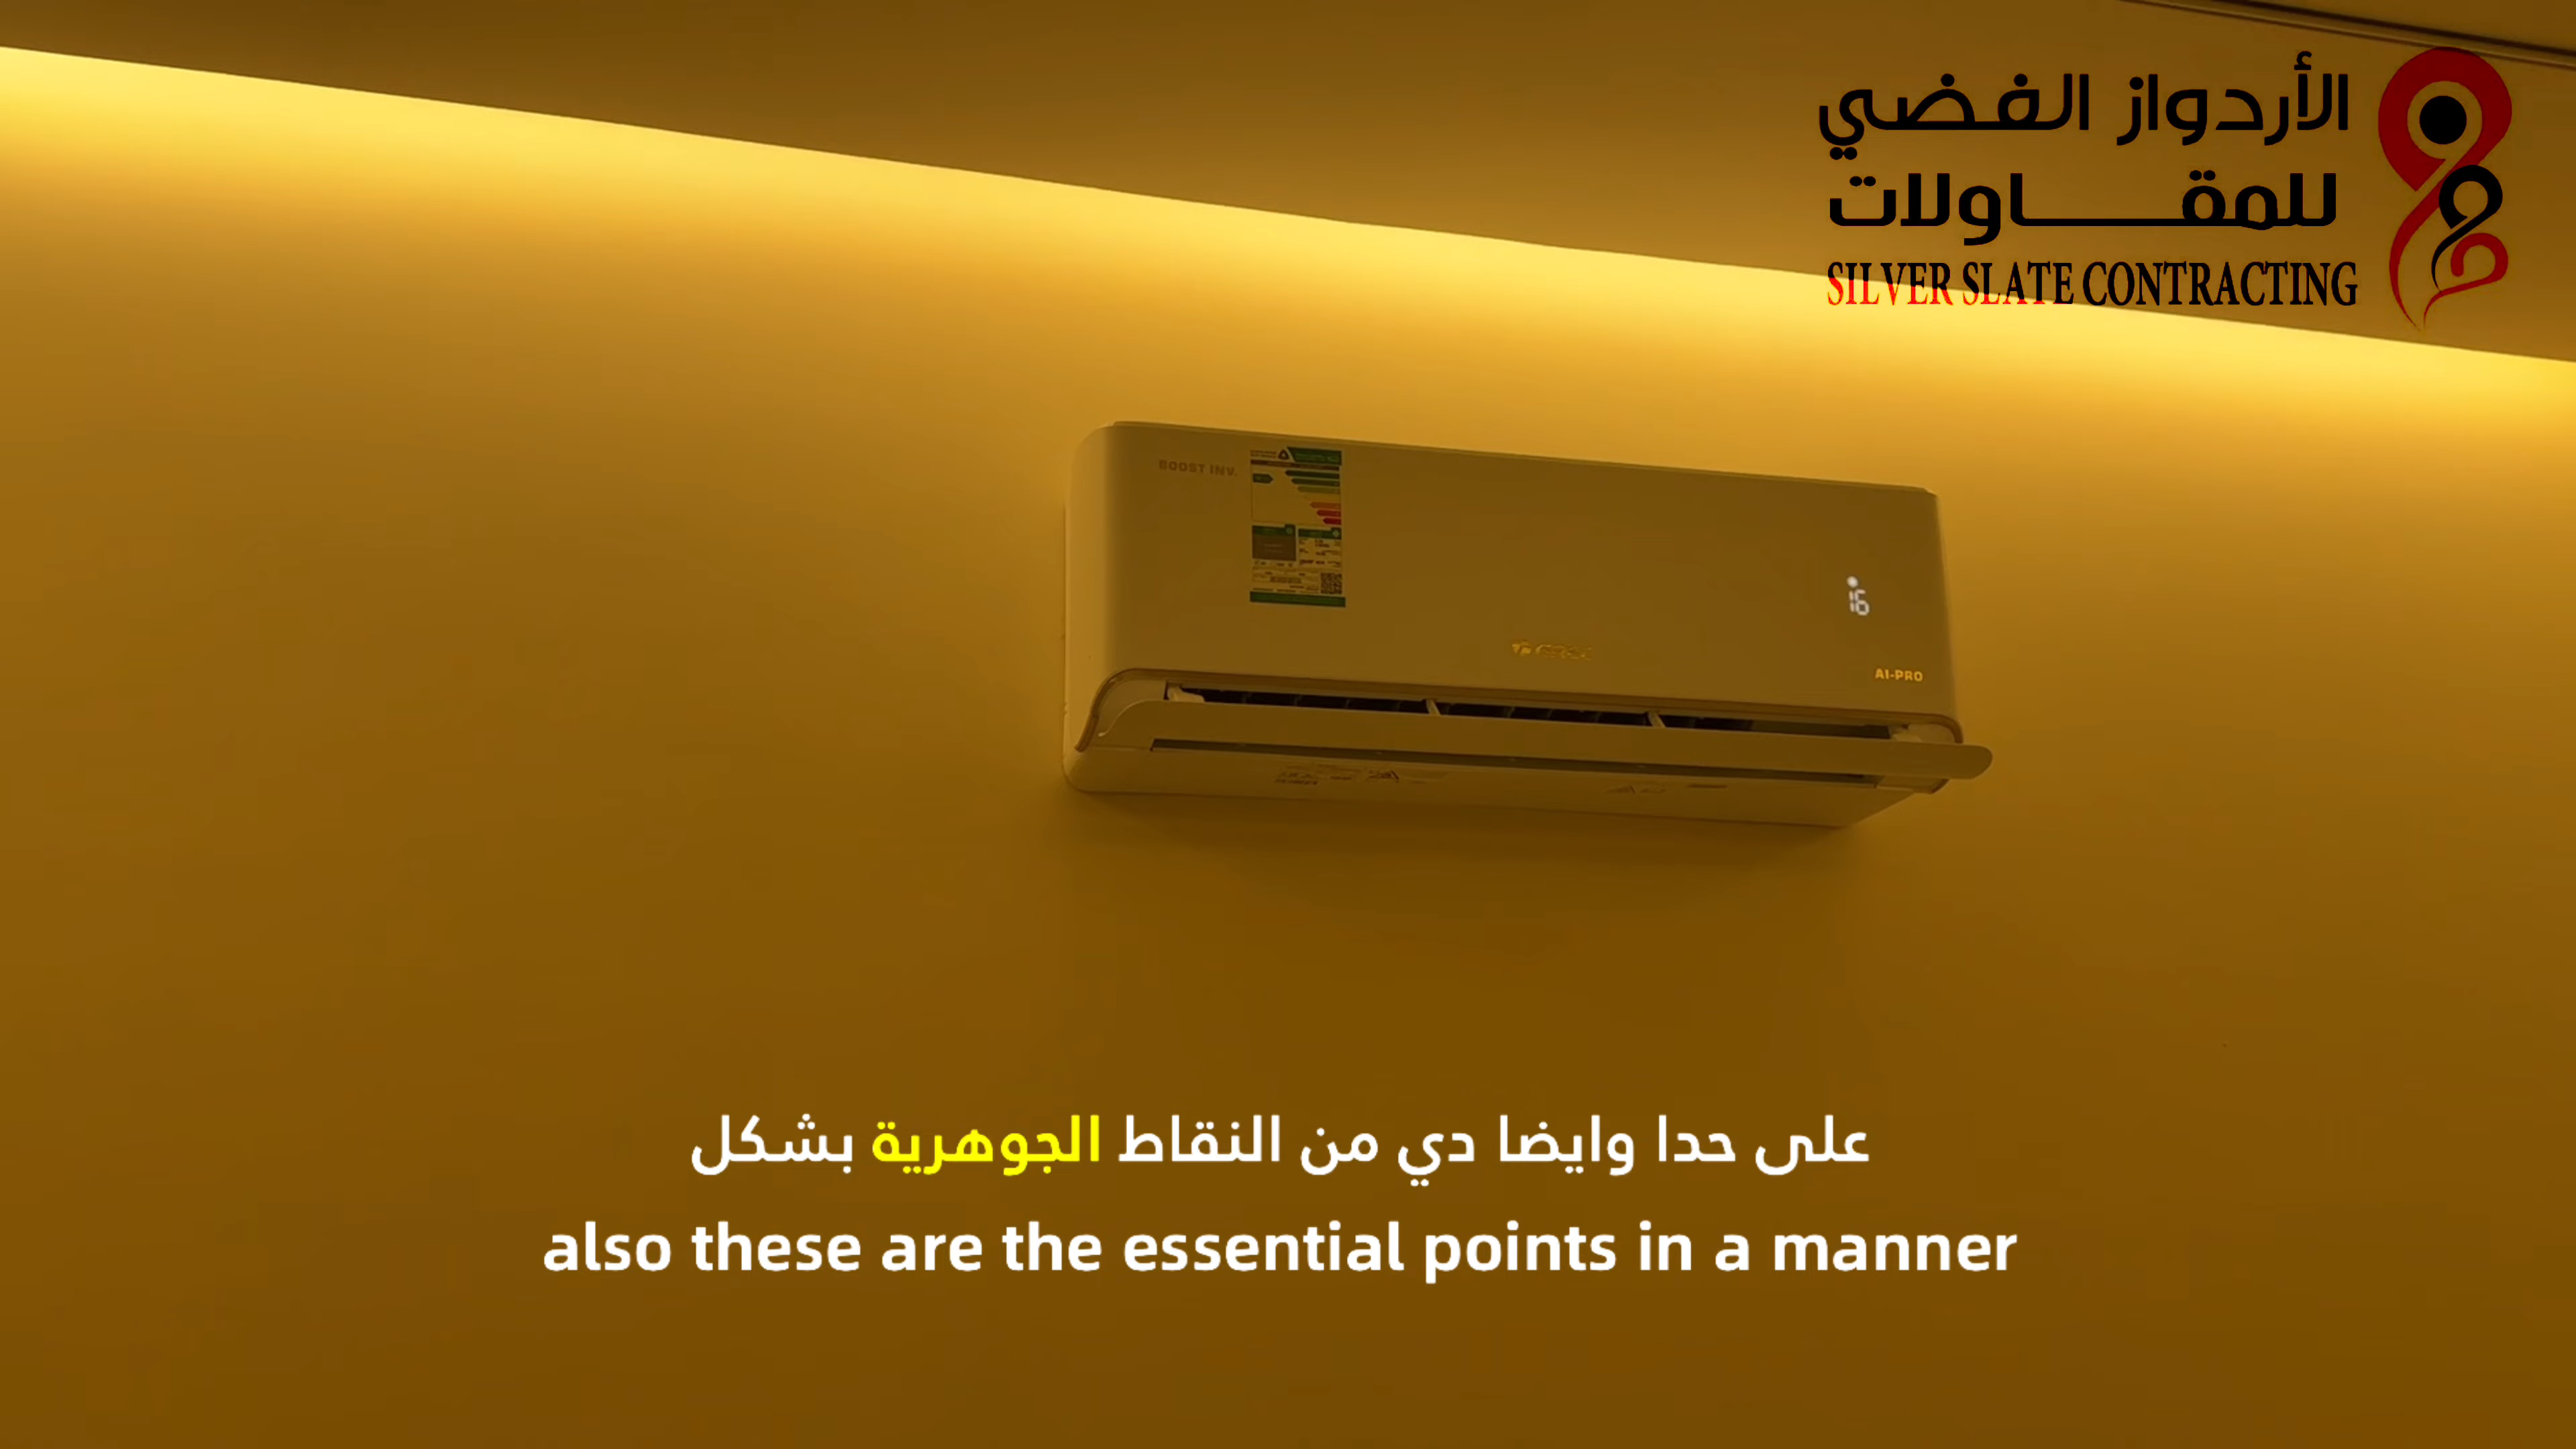 الأردواز الفضي
للمقاولات
SILVER SLATE CONTRACTING
BOOST INV.
16
AI-PRO
على حدا وايضا دي من النقاط الجوهرية بشكل
also these are the essential points in a manner